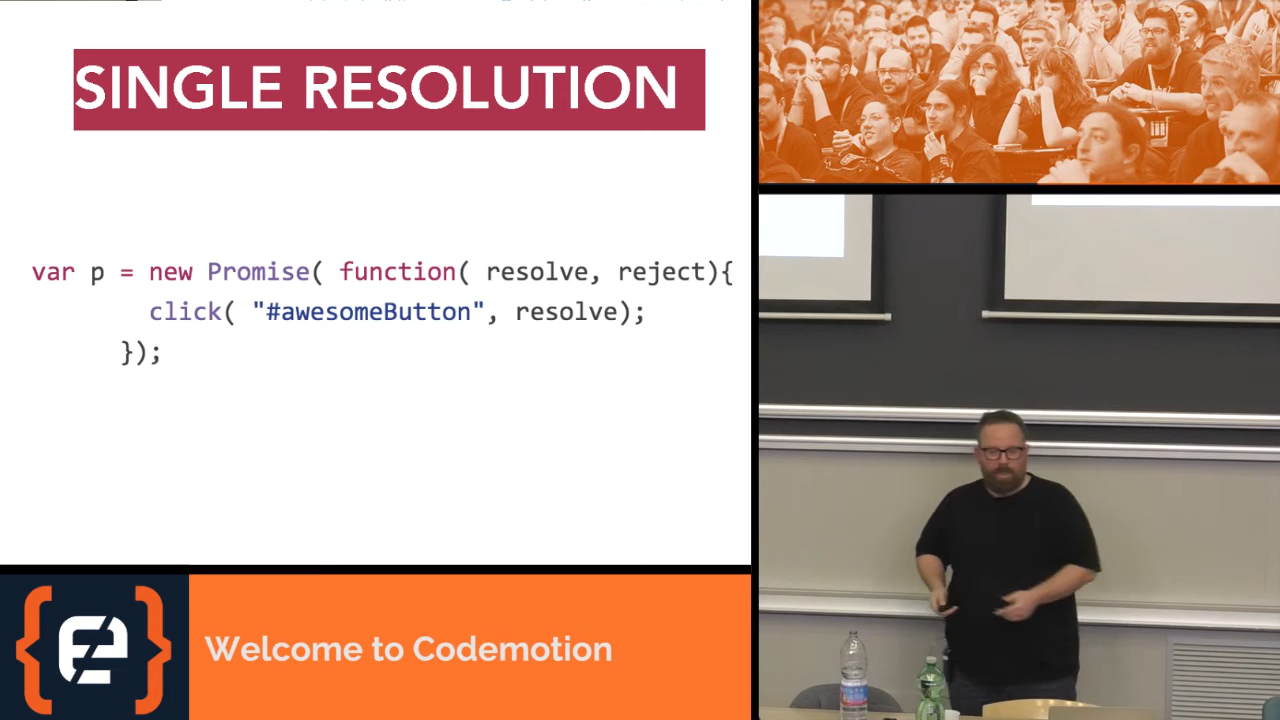 SINGLE RESOLUTION
var p = new Promise( function( resolve, reject){
click( "#awesomeButton", resolve);
});
Welcome to Codemotion